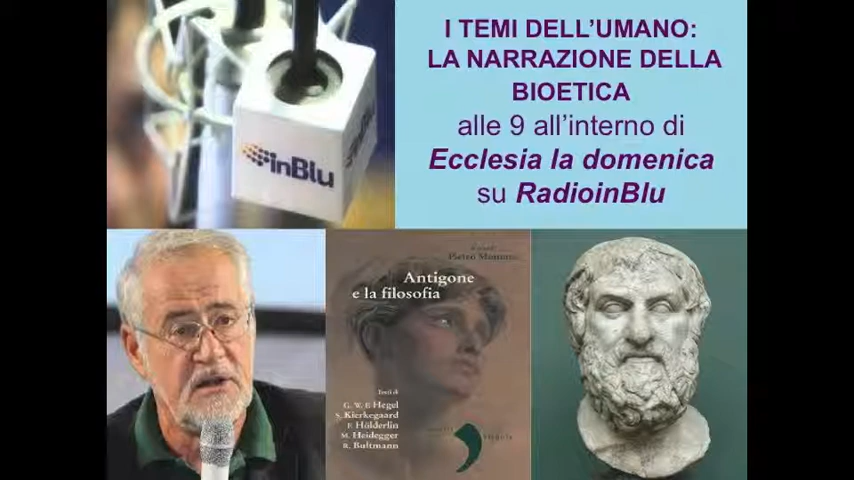 inBlu
I TEMI DELL'UMANO:
LA NARRAZIONE DELLA
BIOETICA
alle 9 all'interno di
Ecclesia la domenica
su RadioinBlu
Pietro
Antigone
e la filosofia
Testi di
G. W. F. Hegel
S. Kierkegaard
F. Hölderlin
M. Heidegger
R. Bultmann